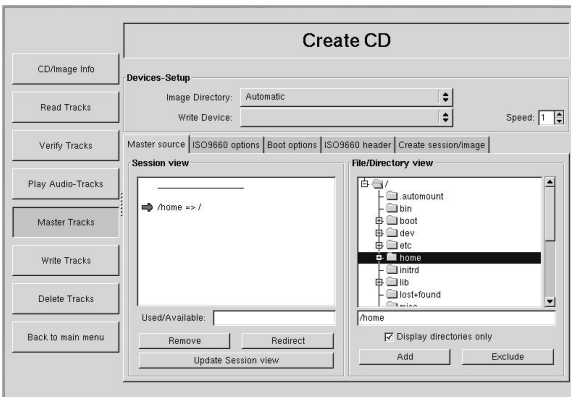 Create CD
CD/Image Info
Read Tracks
Verify Tracks
Play Audio-Tracks
Master Tracks
Write Tracks
Delete Tracks
Back to main menu
Devices-Setup
Image Directory: Automatic
Write Device:
Speed: 1
Master source ISO9660 options Boot options ISO9660 header Create session/image
Session view
/home => /
Used/Available:
Remove Redirect
Update Session view
File/Directory view
/
.automount
bin
boot
dev
etc
home
initrd
lib
lost+found
misc
/home
Display directories only
Add Exclude